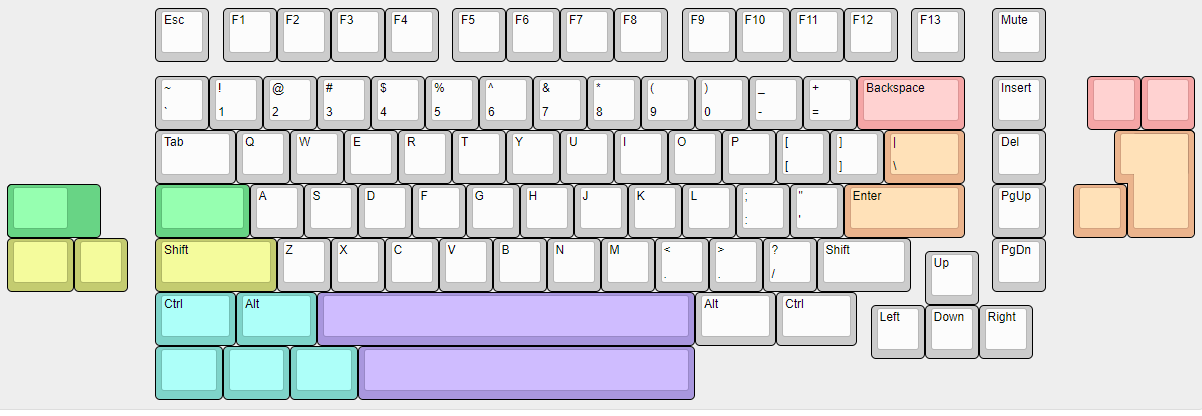 Esc F1 F2 F3 F4 F5 F6 F7 F8 F9 F10 F11 F12 F13 Mute
~ ! @ # $ % ^ & * ( ) _ + Backspace Insert
` 1 2 3 4 5 6 7 8 9 0 - =
Tab Q W E R T Y U I O P [ ] | Del
[ ] \
A S D F G H J K L ; " Enter PgUp
: '
Shift Z X C V B N M < > ? Shift PgDn
. . /
Up
Ctrl Alt Alt Ctrl Left Down Right